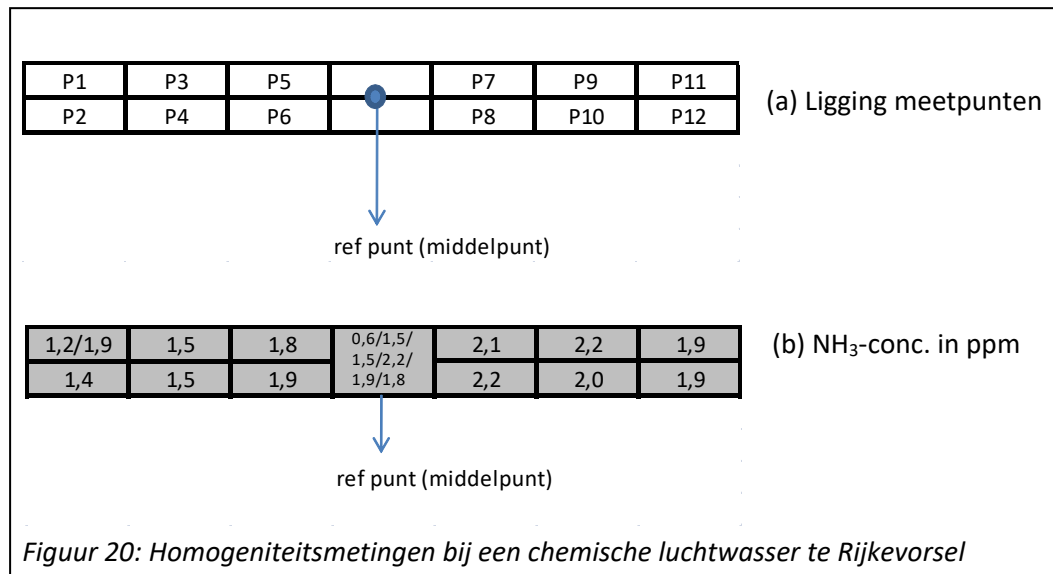 P1 P3 P5 P7 P9 P11
(a) Ligging meetpunten
P2 P4 P6 P8 P10 P12
ref punt (middelpunt)
1,2/1,9 1,5 1,8 0,6/1,5/ 2,1 2,2 1,9
1,5/2,2/
(b) NH₃-conc. in ppm
1,4 1,5 1,9 1,9/1,8 2,2 2,0 1,9
ref punt (middelpunt)
Figuur 20: Homogeniteitsmetingen bij een chemische luchtwasser te Rijkevorsel